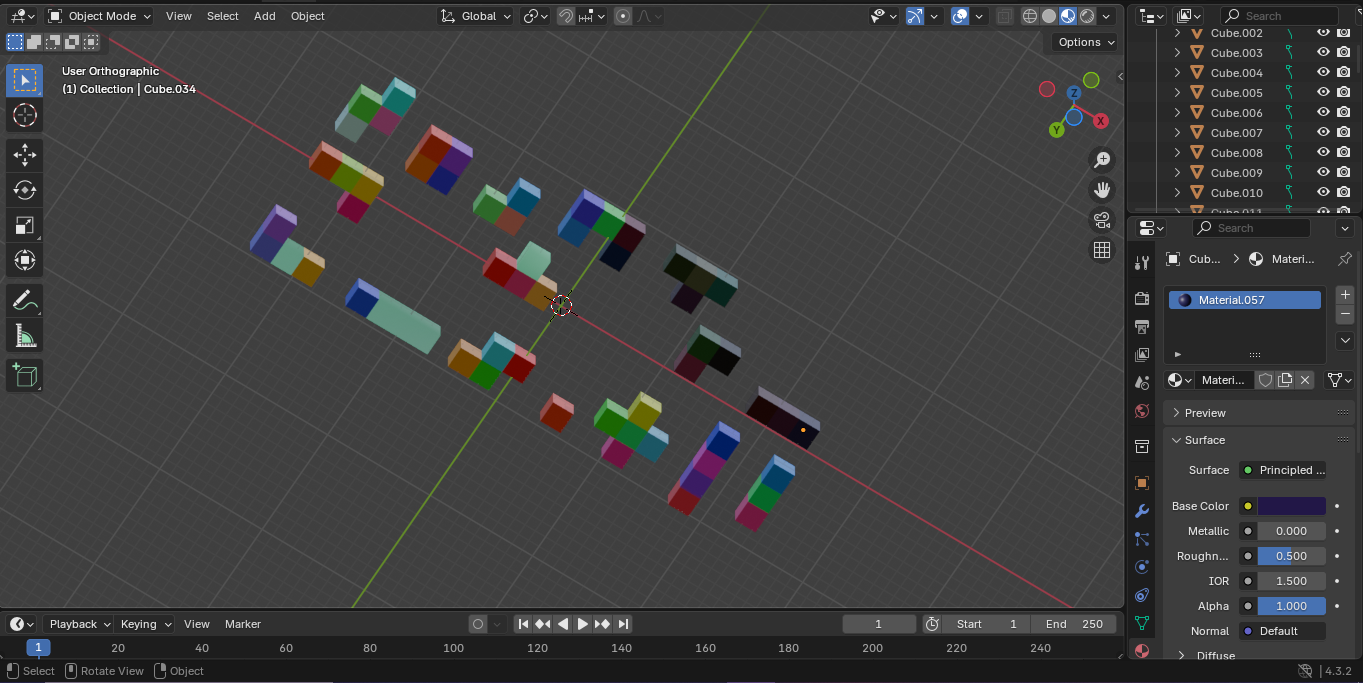 Object Mode View Select Add Object Global Search
Options
User Orthographic
(1) Collection | Cube.034
Z
X
Y
Cube.002
Cube.003
Cube.004
Cube.005
Cube.006
Cube.007
Cube.008
Cube.009
Cube.010
Cube.011
Search
Cub... Materi...
Material.057
Materi...
Preview
Surface
Surface Principled ...
Base Color
Metallic 0.000
Roughn... 0.500
IOR 1.500
Alpha 1.000
Normal Default
Diffuse
Playback Keying View Marker 1 Start 1 End 250
1 20 40 60 80 100 120 140 160 180 200 220 240
Select Rotate View Object 4.3.2